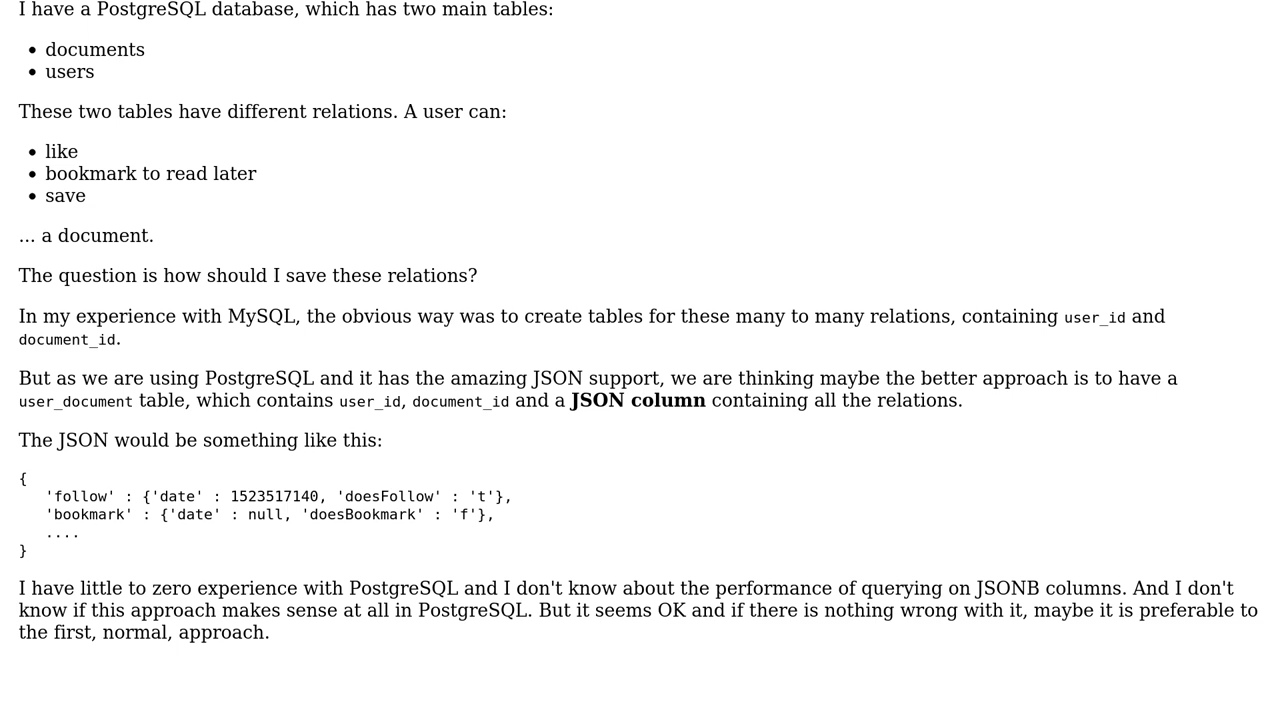 I have a PostgreSQL database, which has two main tables:
• documents
• users
These two tables have different relations. A user can:
• like
• bookmark to read later
• save
... a document.
The question is how should I save these relations?
In my experience with MySQL, the obvious way was to create tables for these many to many relations, containing user_id and
document_id.
But as we are using PostgreSQL and it has the amazing JSON support, we are thinking maybe the better approach is to have a
user_document table, which contains user_id, document_id and a JSON column containing all the relations.
The JSON would be something like this:
{
   'follow' : {'date' : 1523517140, 'doesFollow' : 't'},
   'bookmark' : {'date' : null, 'doesBookmark' : 'f'},
   ....
}
I have little to zero experience with PostgreSQL and I don't know about the performance of querying on JSONB columns. And I don't
know if this approach makes sense at all in PostgreSQL. But it seems OK and if there is nothing wrong with it, maybe it is preferable to
the first, normal, approach.